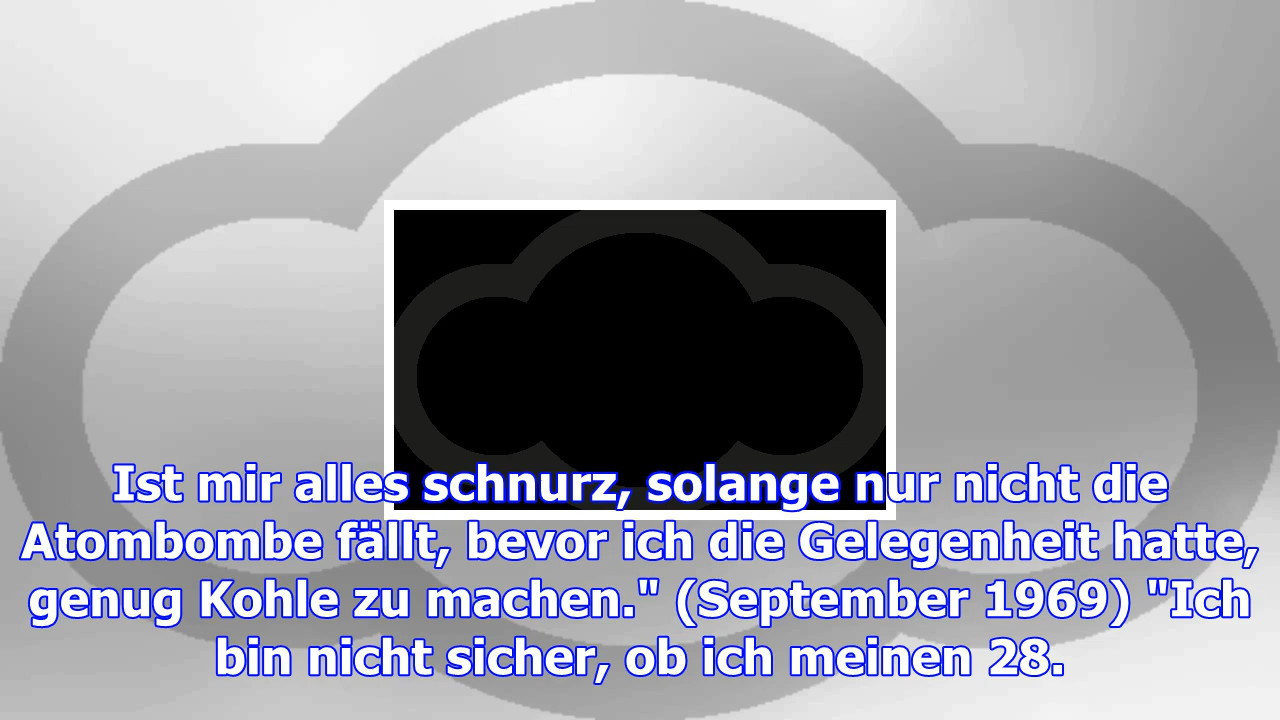 Ist mir alles schnurz, solange nur nicht die
Atombombe fällt, bevor ich die Gelegenheit hatte,
genug Kohle zu machen." (September 1969) "Ich
bin nicht sicher, ob ich meinen 28.